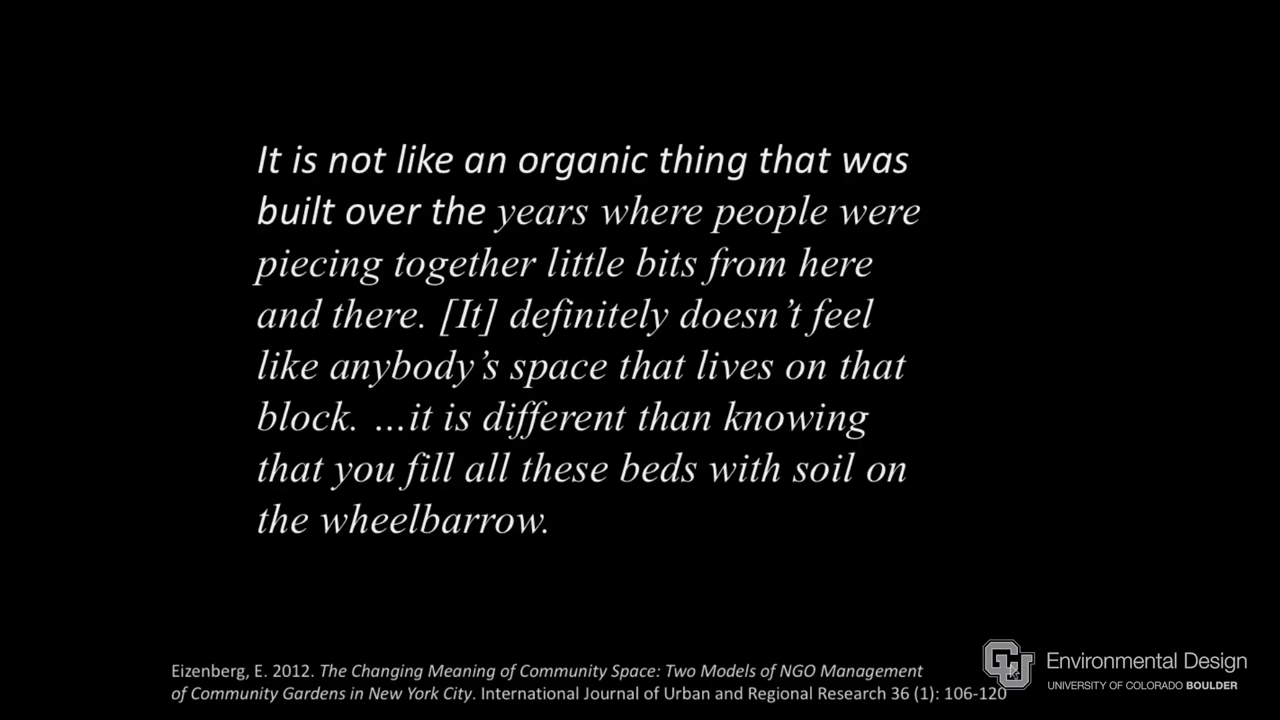 It is not like an organic thing that was
built over the years where people were
piecing together little bits from here
and there. [It] definitely doesn’t feel
like anybody’s space that lives on that
block. …it is different than knowing
that you fill all these beds with soil on
the wheelbarrow.
Eizenberg, E. 2012. The Changing Meaning of Community Space: Two Models of NGO Management
of Community Gardens in New York City. International Journal of Urban and Regional Research 36 (1): 106-120
CU
Environmental Design
UNIVERSITY OF COLORADO BOULDER